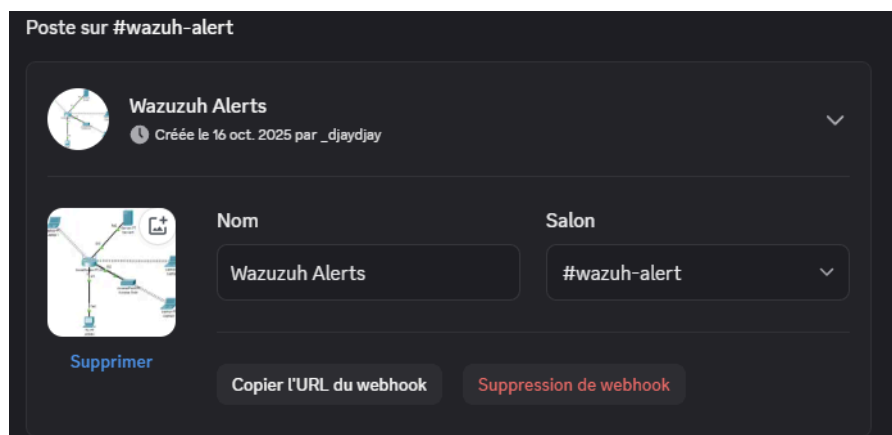 Poste sur #wazuh-alert
Wazuzuh Alerts
Créée le 16 oct. 2025 par _djaydjay
Nom
Salon
Wazuzuh Alerts
#wazuh-alert
Supprimer
Copier l'URL du webhook
Suppression de webhook